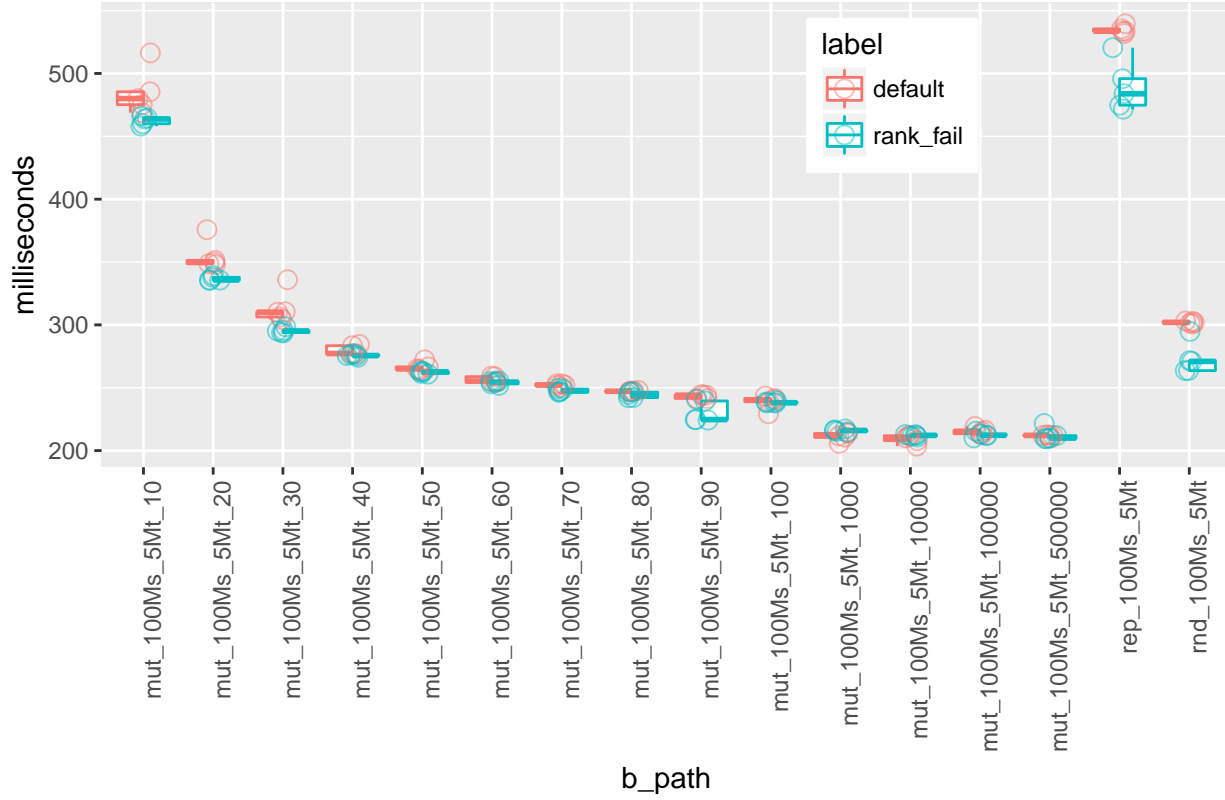 500
400
300
200
milliseconds
label
default
rank_fail
mut_100Ms_5Mt_10
mut_100Ms_5Mt_20
mut_100Ms_5Mt_30
mut_100Ms_5Mt_40
mut_100Ms_5Mt_50
mut_100Ms_5Mt_60
mut_100Ms_5Mt_70
mut_100Ms_5Mt_80
mut_100Ms_5Mt_90
mut_100Ms_5Mt_100
mut_100Ms_5Mt_1000
mut_100Ms_5Mt_10000
mut_100Ms_5Mt_100000
mut_100Ms_5Mt_500000
rep_100Ms_5Mt
rnd_100Ms_5Mt
b_path